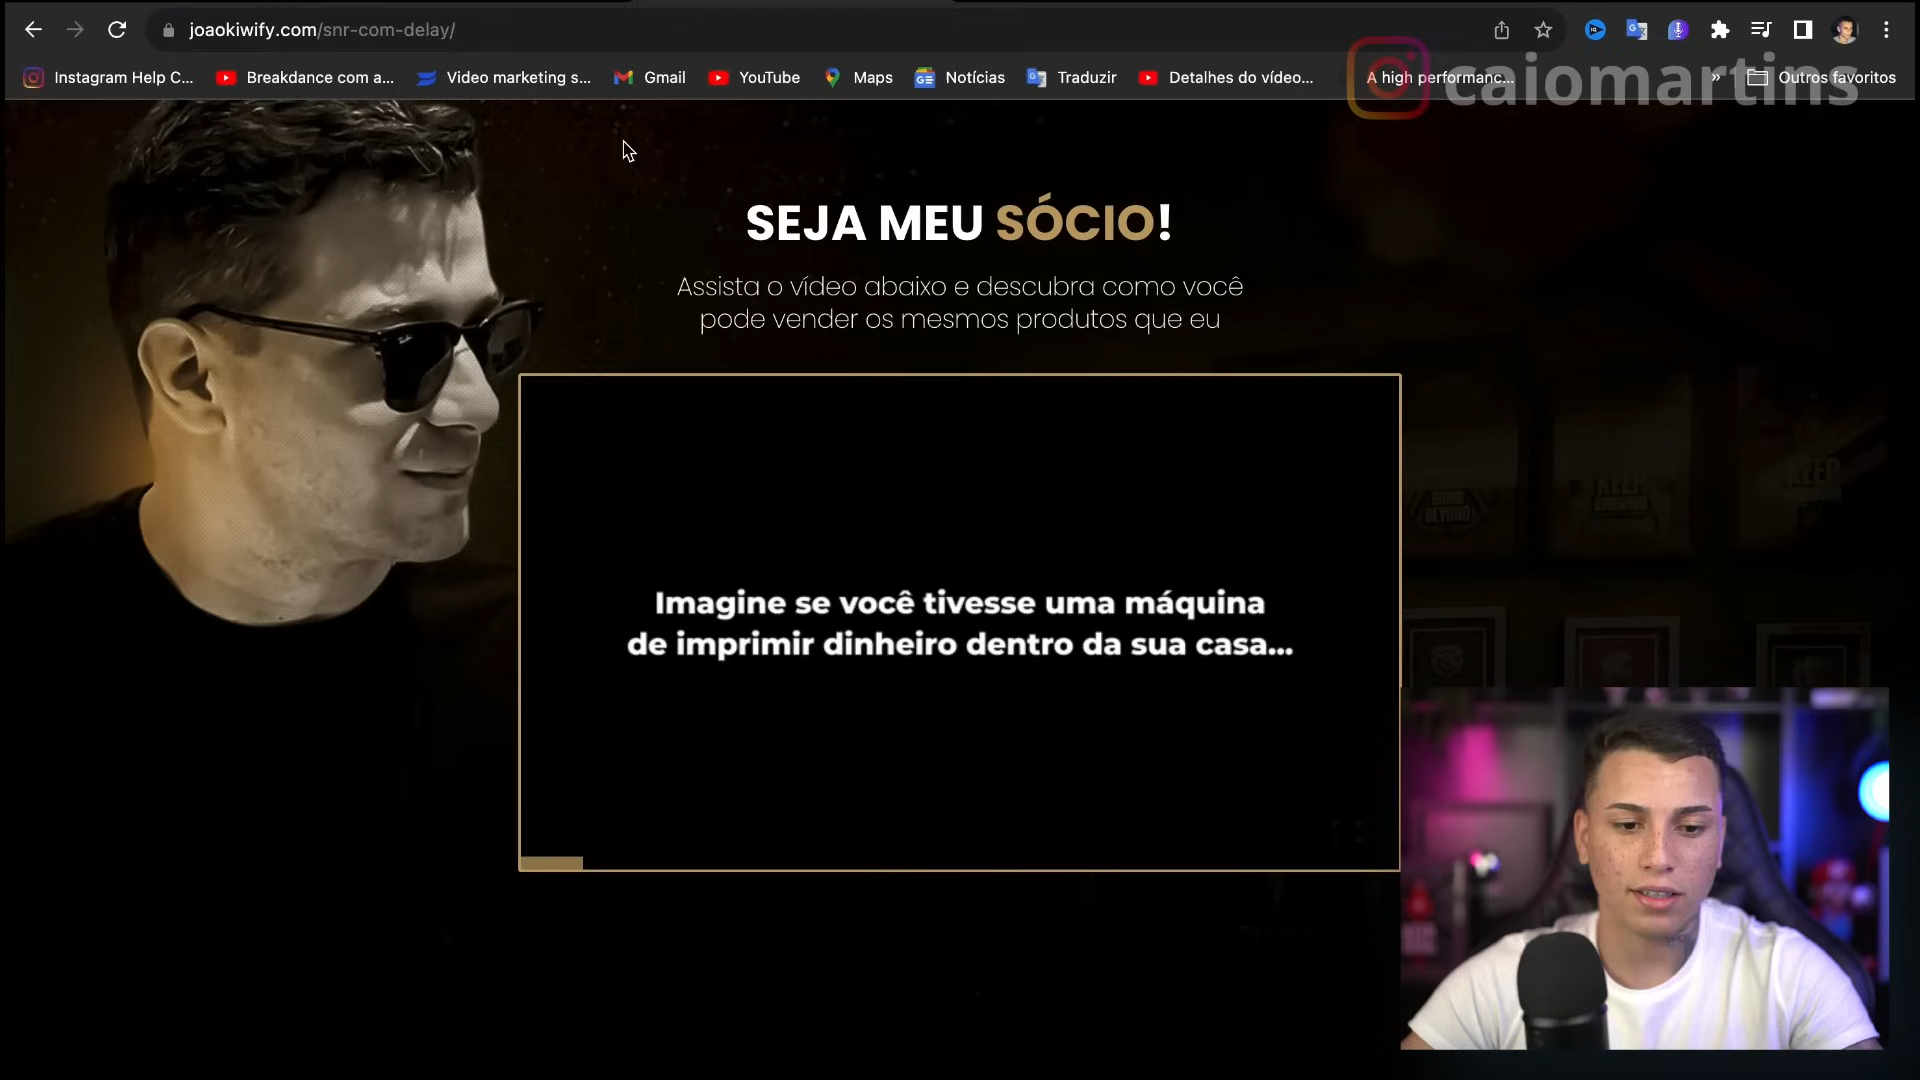 joaokiwify.com/snr-com-delay/
Instagram Help C... Breakdance com a... Video marketing s... Gmail YouTube Maps Notícias Traduzir Detalhes do vídeo... A high performanc... » Outros favoritos
caiomartins
SEJA MEU SÓCIO!
Assista o vídeo abaixo e descubra como você
pode vender os mesmos produtos que eu
Imagine se você tivesse uma máquina
de imprimir dinheiro dentro da sua casa...